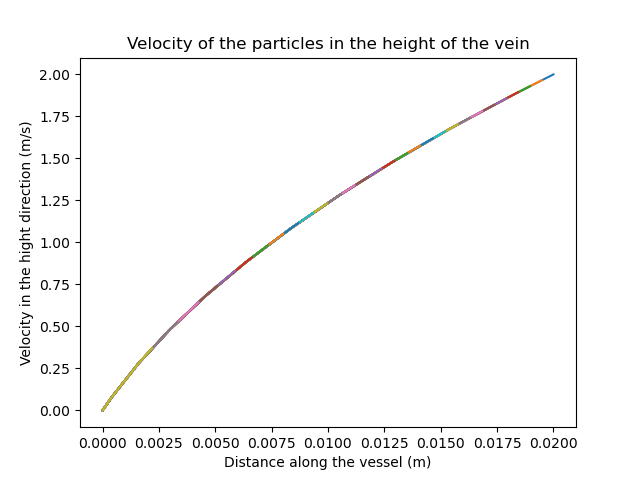 Velocity of the particles in the height of the vein
Velocity in the hight direction (m/s)
2.00
1.75
1.50
1.25
1.00
0.75
0.50
0.25
0.00
0.0000 0.0025 0.0050 0.0075 0.0100 0.0125 0.0150 0.0175 0.0200
Distance along the vessel (m)